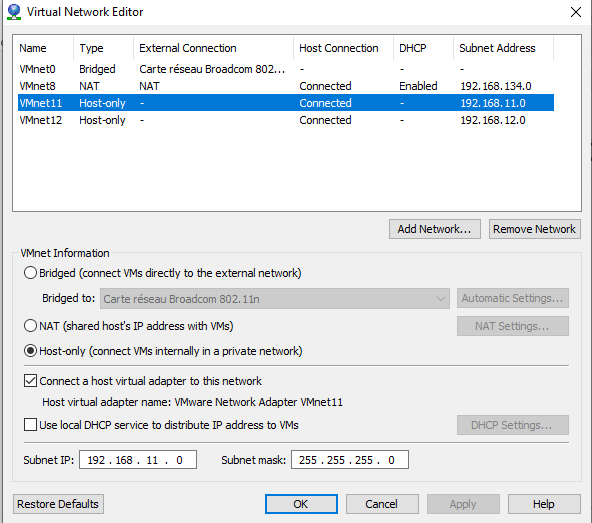 Virtual Network Editor
Name Type External Connection Host Connection DHCP Subnet Address
VMnet0 Bridged Carte réseau Broadcom 802... - - -
VMnet8 NAT NAT Connected Enabled 192.168.134.0
VMnet11 Host-only - Connected - 192.168.11.0
VMnet12 Host-only - Connected - 192.168.12.0
Add Network... Remove Network
VMnet Information
Bridged (connect VMs directly to the external network)
Bridged to: Carte réseau Broadcom 802.11n Automatic Settings...
NAT (shared host's IP address with VMs) NAT Settings...
Host-only (connect VMs internally in a private network)
Connect a host virtual adapter to this network
Host virtual adapter name: VMware Network Adapter VMnet11
Use local DHCP service to distribute IP address to VMs DHCP Settings...
Subnet IP: 192 . 168 . 11 . 0 Subnet mask: 255 . 255 . 255 . 0
Restore Defaults OK Cancel Apply Help